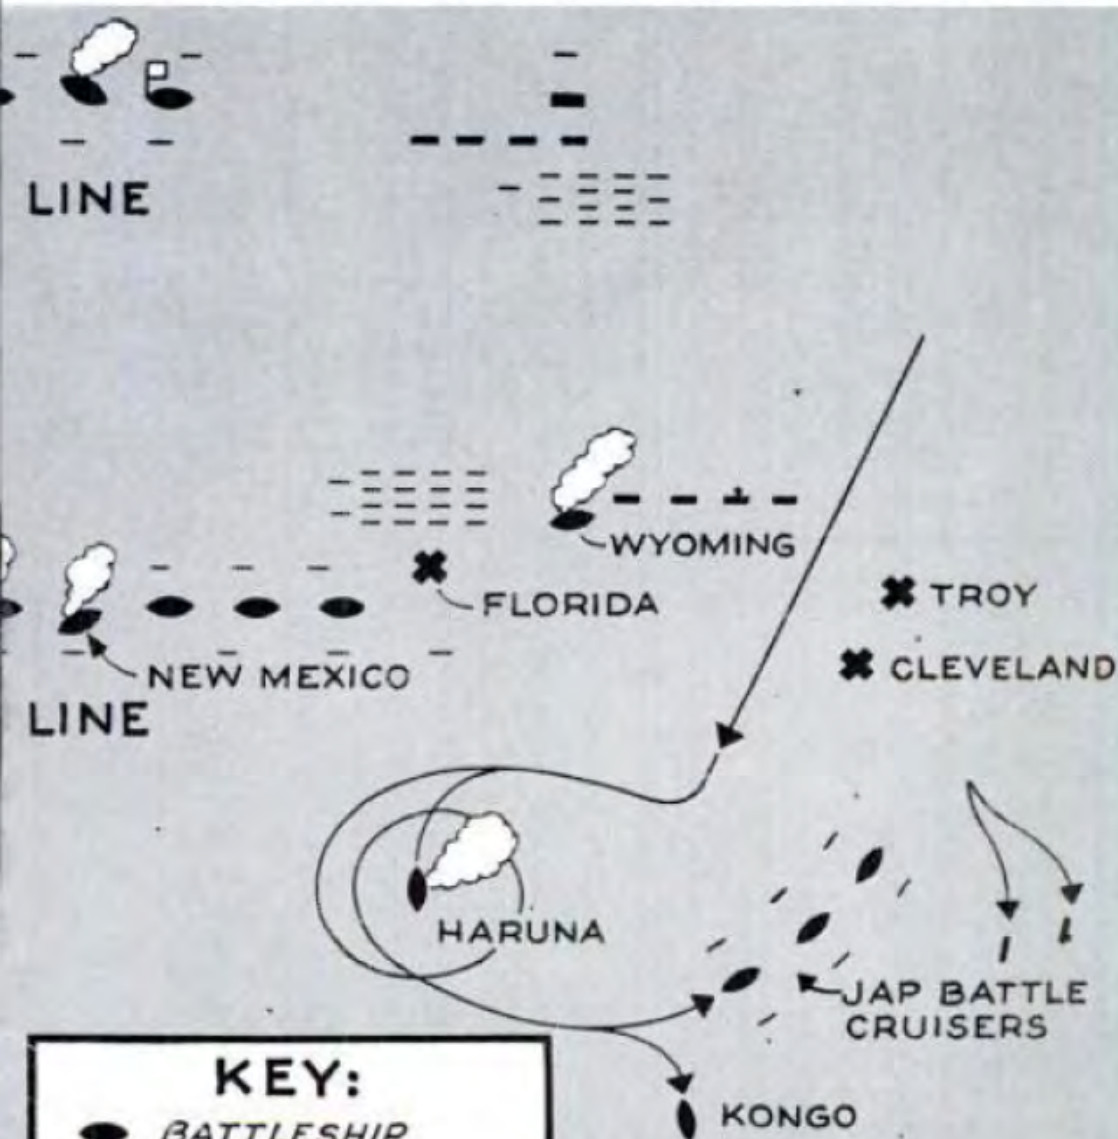 LINE
WYOMING
FLORIDA
TROY
CLEVELAND
NEW MEXICO
LINE
HARUNA
JAP BATTLE
CRUISERS
KEY:
KONGO
BATTLESHIP